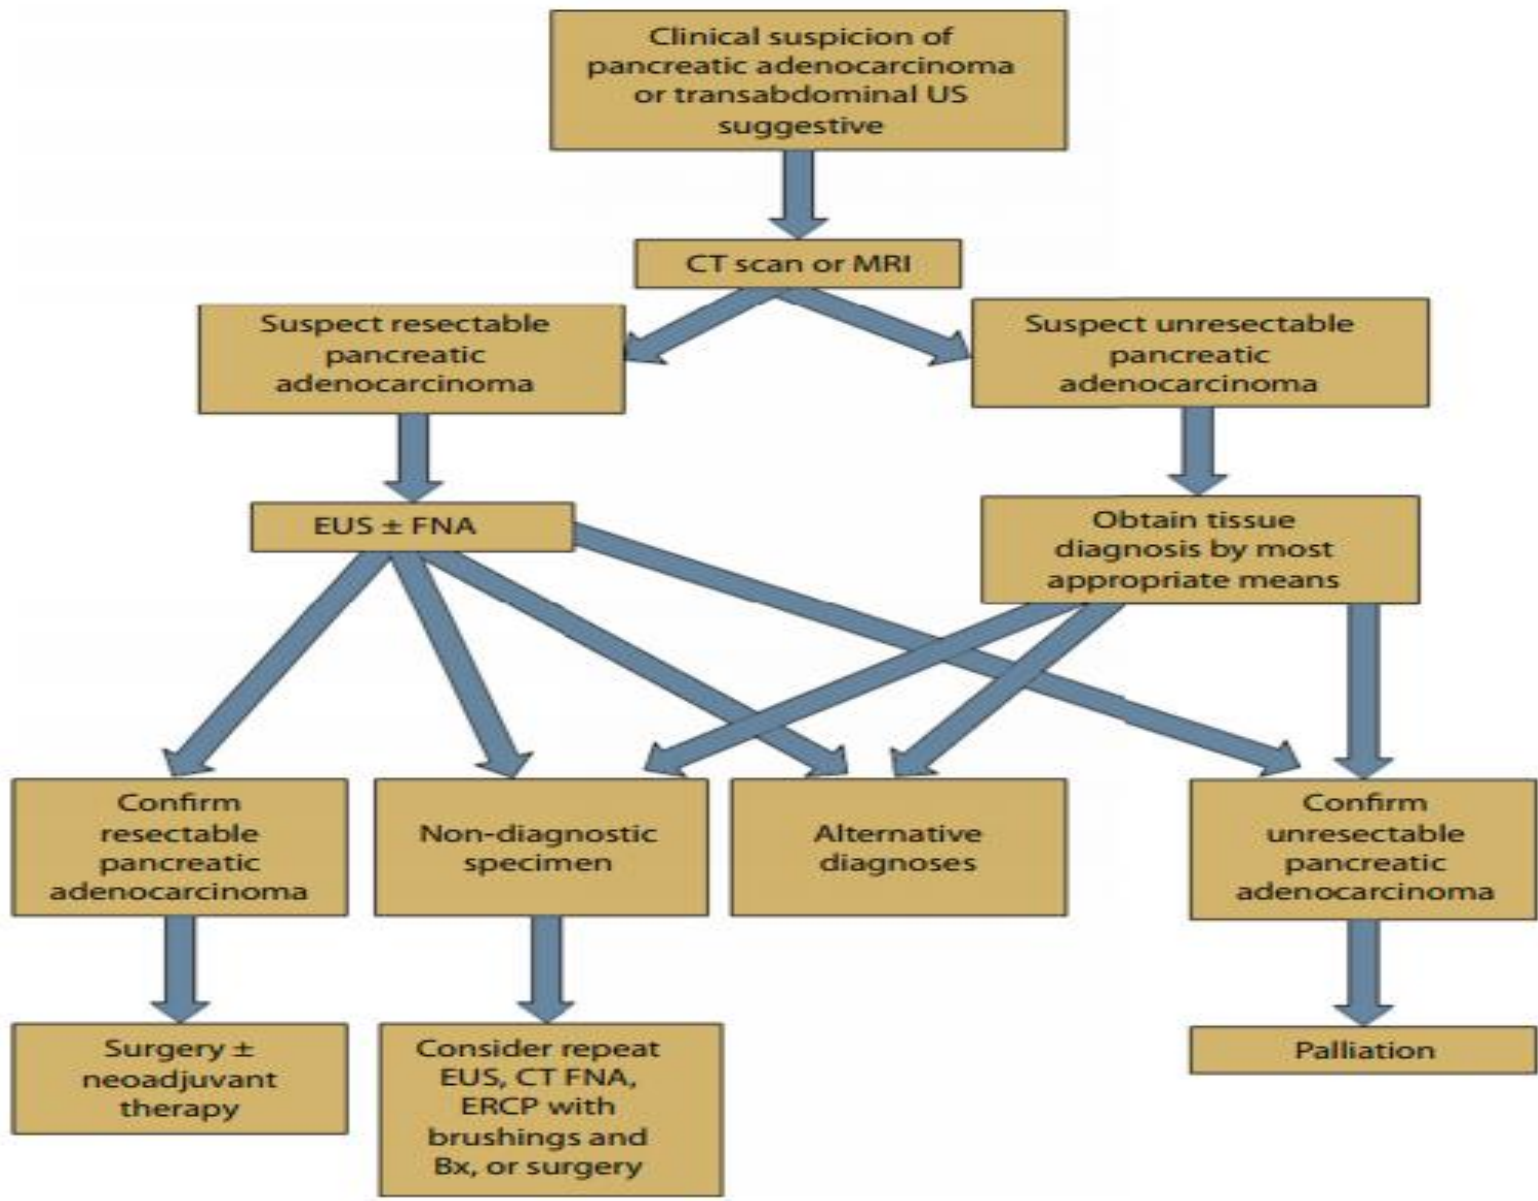 Clinical suspicion of
pancreatic adenocarcinoma
or transabdominal US
suggestive
CT scan or MRI
Suspect resectable
pancreatic
adenocarcinoma
Suspect unresectable
pancreatic
adenocarcinoma
EUS ± FNA
Obtain tissue
diagnosis by most
appropriate means
Confirm
resectable
pancreatic
adenocarcinoma
Non-diagnostic
specimen
Alternative
diagnoses
Confirm
unresectable
pancreatic
adenocarcinoma
Surgery ±
neoadjuvant
therapy
Consider repeat
EUS, CT FNA,
ERCP with
brushings and
Bx, or surgery
Palliation